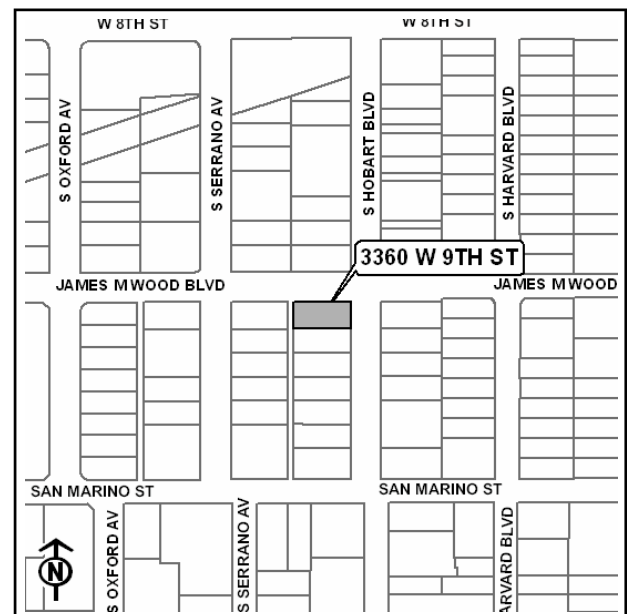 W 8TH ST
W 8TH ST
S OXFORD AV
S SERRANO AV
S HOBART BLVD
S HARVARD BLVD
3360 W 9TH ST
JAMES M WOOD BLVD
JAMES M WOOD
SAN MARINO ST
SAN MARINO ST
N
S OXFORD AV
S SERRANO AV
ARVARD BLVD